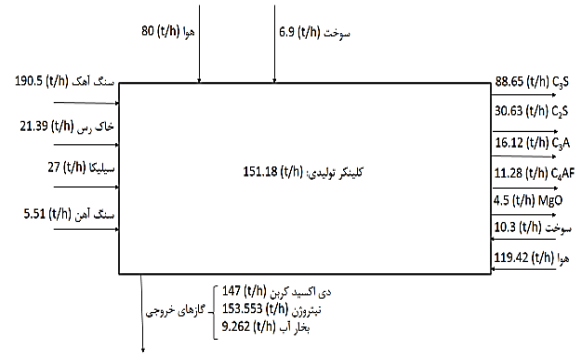 هوا (t/h) 80
سوخت (t/h) 6.9
سنگ آهک (t/h) 190.5
خاک رس (t/h) 21.39
سیلیکا (t/h) 27
سنگ آهن (t/h) 5.51
کلینکر تولیدی: (t/h) 151.18
88.65 (t/h) C₃S
30.63 (t/h) C₂S
16.12 (t/h) C₃A
11.28 (t/h) C₄AF
4.5 (t/h) MgO
سوخت (t/h) 10.3
هوا (t/h) 119.42
گازهای خروجی
دی اکسید کربن (t/h) 147
نیتروژن (t/h) 153.553
بخار آب (t/h) 9.262